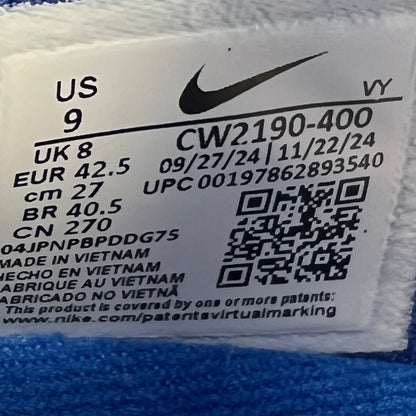 US
9
VY
CW2190-400
UK 8
09/27/24 | 11/22/24
EUR 42.5
UPC 00197862893540
cm 27
BR 40.5
CN 270
04JPNPBPDDG75
MADE IN VIETNAM
HECHO EN VIETNAM
FABRIQUE AU VIETNAM
FABRICADO NO VIETNÃ
This product is covered by one or more patents:
www.nike.com/patentsvirtualmarking